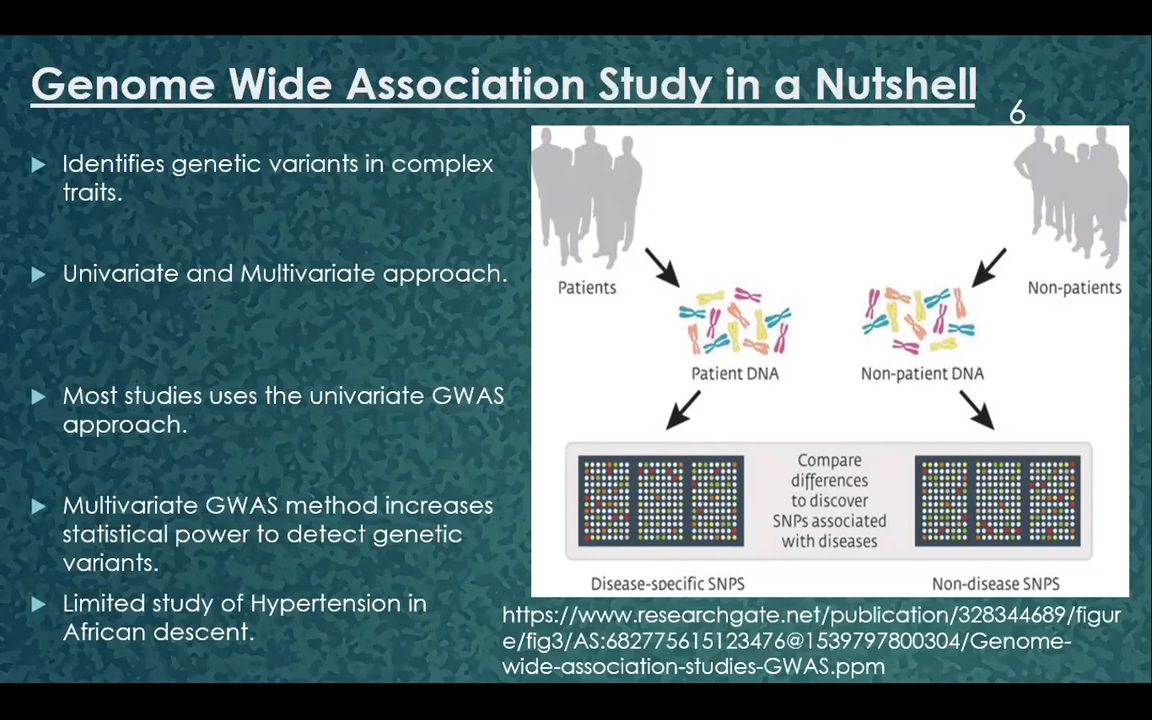 Genome Wide Association Study in a Nutshell
6
Identifies genetic variants in complex
traits.
Univariate and Multivariate approach.
Most studies uses the univariate GWAS
approach.
Multivariate GWAS method increases
statistical power to detect genetic
variants.
Limited study of Hypertension in
African descent.
Patients
Non-patients
Patient DNA
Non-patient DNA
Compare
differences
to discover
SNPs associated
with diseases
Disease-specific SNPS
Non-disease SNPS
https://www.researchgate.net/publication/328344689/figur
e/fig3/AS:682775615123476@1539797800304/Genome-
wide-association-studies-GWAS.ppm